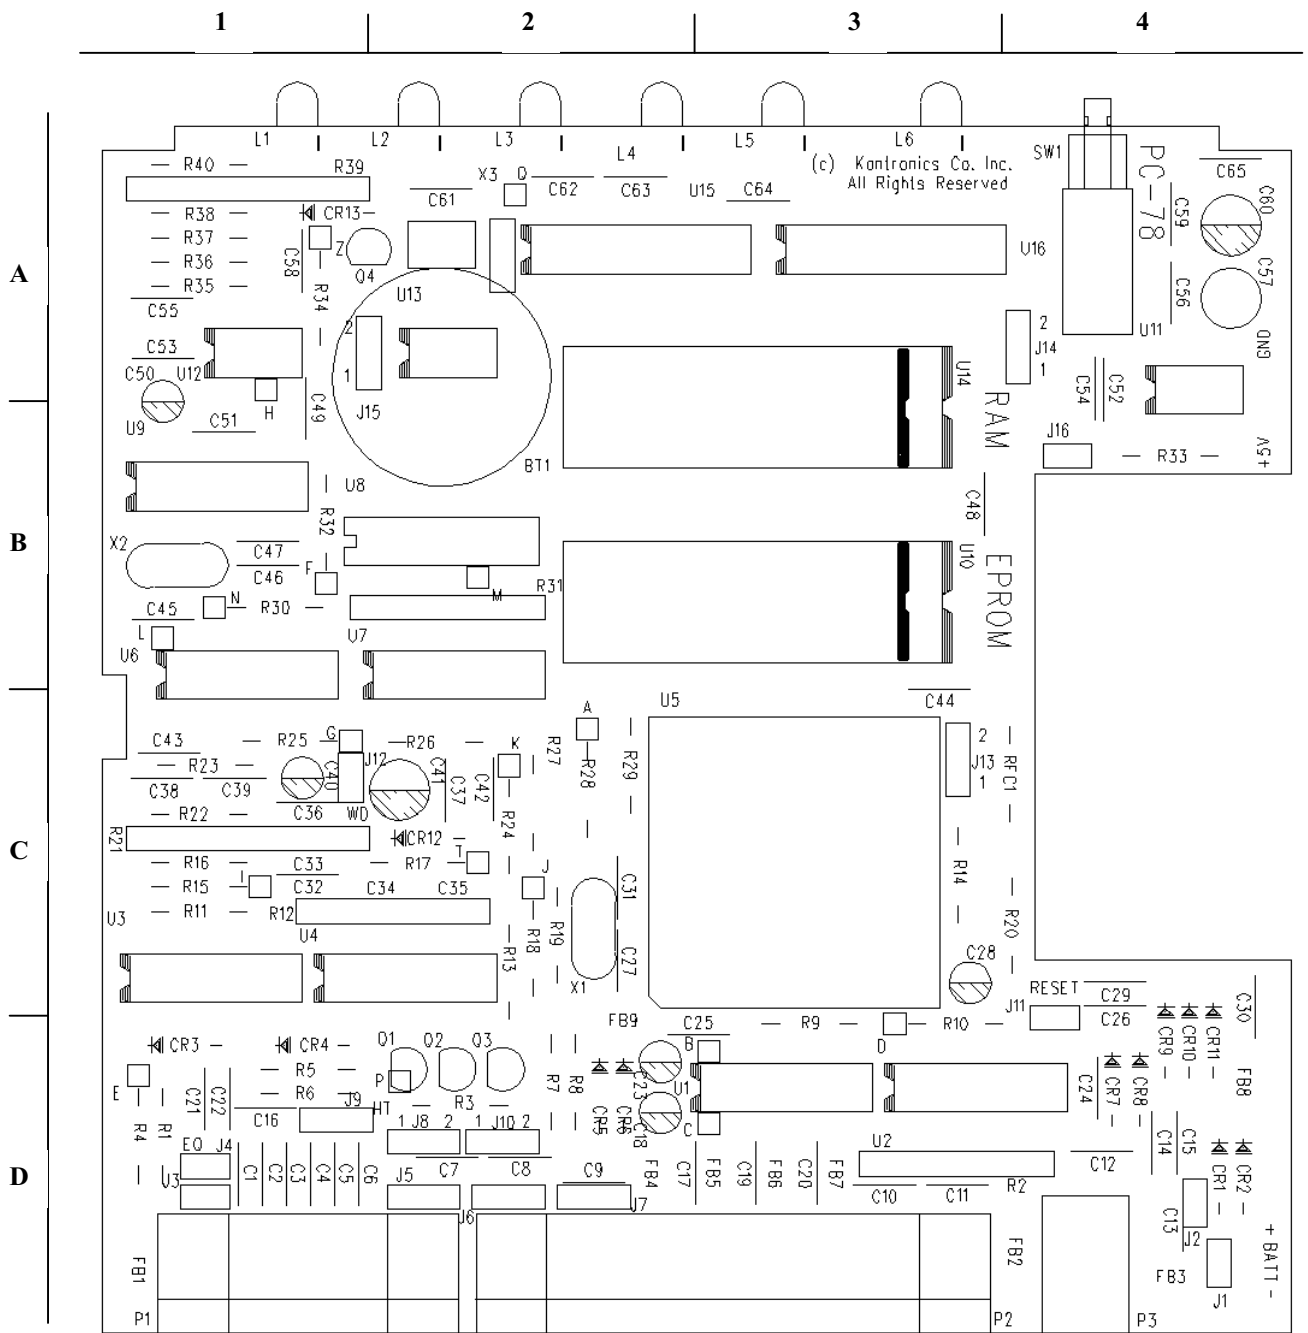 1 2 3 4
L1 L2 L3 L4 L5 L6
(c) Kantronics Co. Inc.
All Rights Reserved
SW1
PC-78
C65
R40 R39
X3 Q
C61 C62 C63 U15 C64
C59 C60
R38 CR13
R37
Z
C58
R36
Q4
R35
R34
U13
U16
C56 C57
A
C55
U11
GND
2
1
J15
2
J14
1
C53
C50 U12
U14
C54 C52
H
C49
C51
U9
RAM
J16
R33
+5V
BT1
U8
C48
R32
B
X2
C47
C46
F
U10
EPROM
M
R31
N
R30
C45
L
U7
U6
C44
U5
A
G
C43 R25 R26
J12
K
R27
R28
R29
2
J13
1
RFC1
R23
C40
C41
C37
C42
C38 C39
C36
WD
R22
R24
R21
CR12
C
R16 C33 R17 T
J
R14
R15 I C32 C34 C35
C31
R11 R12
U3
U4
R13
R18
R19
C27
X1
R20
C28
RESET
J11
C29
C26
C30
FB9
C25
R9
D
R10
CR3 CR4
Q1 Q2 Q3
B
CR9
CR10
CR11
R5
E
P
R7
R8
C23
U1
C24
CR7
CR8
FB8
R6
C21
C22
J9
HT
R3
CR5
CR6
C18
C16
1 J8 2 1 J10 2
C
R4
R1
EQ J4
U2
C14
C15
D
U3
C1 C2 C3 C4 C5 C6
J5
C7 C8 C9
FB4
C17
FB5
C19
FB6
C20
FB7
C12
CR1
CR2
C10 C11 R2
J6
J7
C13
J2
FB1
FB2
FB3
J1
+ BATT -
P1 P2 P3